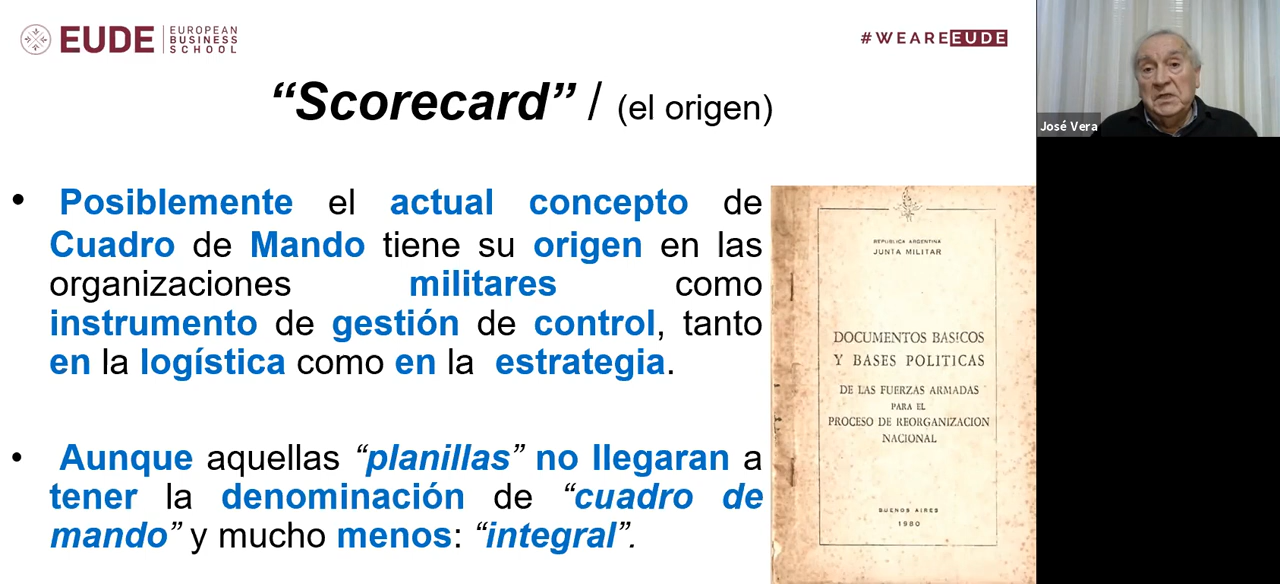 EUDE
EUROPEAN
BUSINESS
SCHOOL
#WEAREEUDE
“Scorecard” / (el origen)
José Vera
• Posiblemente el actual concepto de
Cuadro de Mando tiene su origen en las
organizaciones militares como
instrumento de gestión de control, tanto
en la logística como en la estrategia.
• Aunque aquellas “planillas” no llegaran a
tener la denominación de “cuadro de
mando” y mucho menos: “integral”.
REPUBLICA ARGENTINA
JUNTA MILITAR
DOCUMENTOS BASICOS
Y BASES POLITICAS
DE LAS FUERZAS ARMADAS
PARA EL
PROCESO DE REORGANIZACION
NACIONAL
BUENOS AIRES
1980